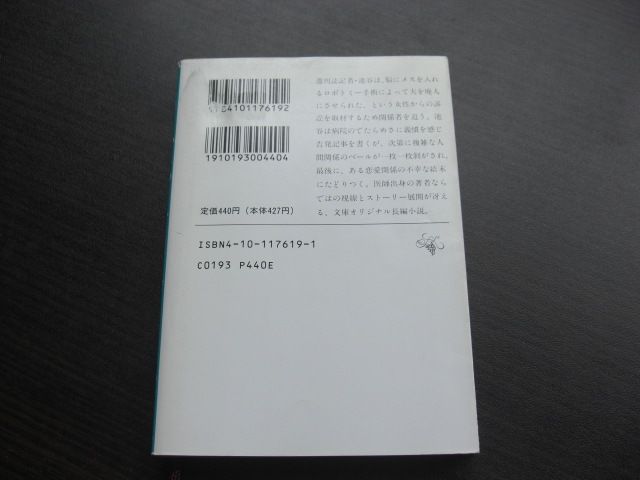 9784101176192
1910193004404
定価440円（本体427円）
ISBN4-10-117619-1
C0193 P440E
週刊誌記者・池谷は、脳にメスを入れ
るロボトミー手術によって夫を廃人
にさせられた、という女性からの訴
訟を取材するため関係者を追う。池
谷は病院のでたらめさに義憤を感じ
告発記事を書くが、次第に複雑な人
間関係のベールが一枚一枚剥がされ、
最後に、ある恋愛関係の不幸な結末
にたどりつく。医師出身の著者なら
ではの視線とストーリー展開が冴え
る、文庫オリジナル長編小説。